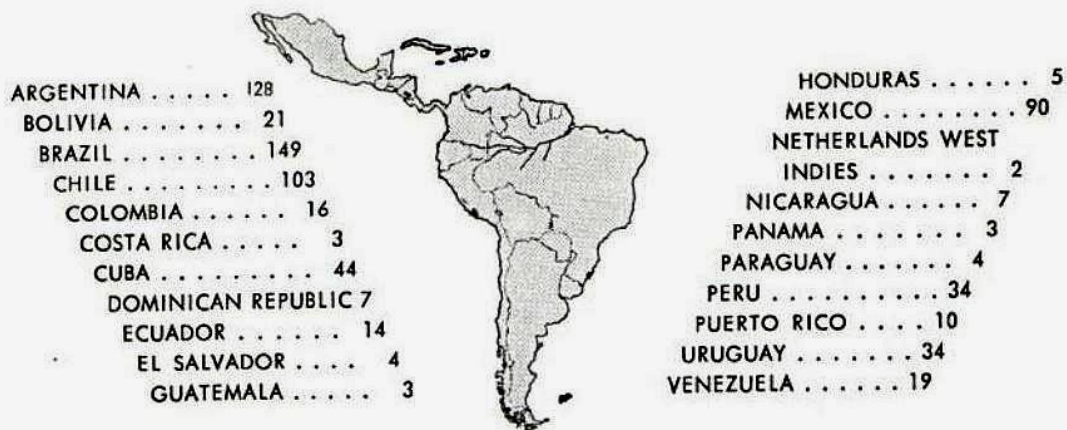 ARGENTINA . . . . . 128
BOLIVIA . . . . . . . 21
BRAZIL . . . . . . . . 149
CHILE . . . . . . . . . 103
COLOMBIA . . . . . 16
COSTA RICA . . . . . 3
CUBA . . . . . . . . . 44
DOMINICAN REPUBLIC 7
ECUADOR . . . . . . 14
EL SALVADOR . . . . 4
GUATEMALA . . . . . 3
HONDURAS . . . . . . 5
MEXICO . . . . . . . . 90
NETHERLANDS WEST
INDIES . . . . . . . 2
NICARAGUA . . . . . . 7
PANAMA . . . . . . . 3
PARAGUAY . . . . . . . 4
PERU . . . . . . . . . . 34
PUERTO RICO . . . . 10
URUGUAY . . . . . . . 34
VENEZUELA . . . . . . 19